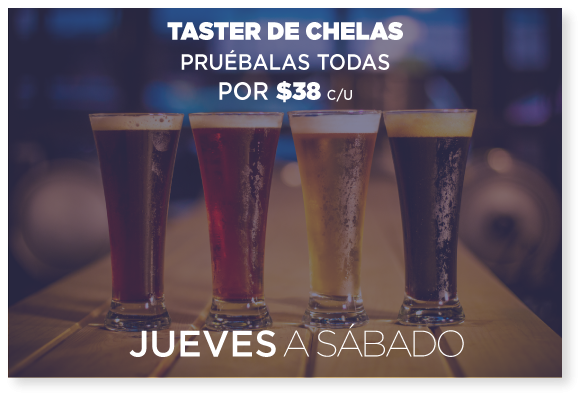 TASTER DE CHELAS
PRUÉBALAS TODAS
POR $38 C/U
JUEVES A SÁBADO